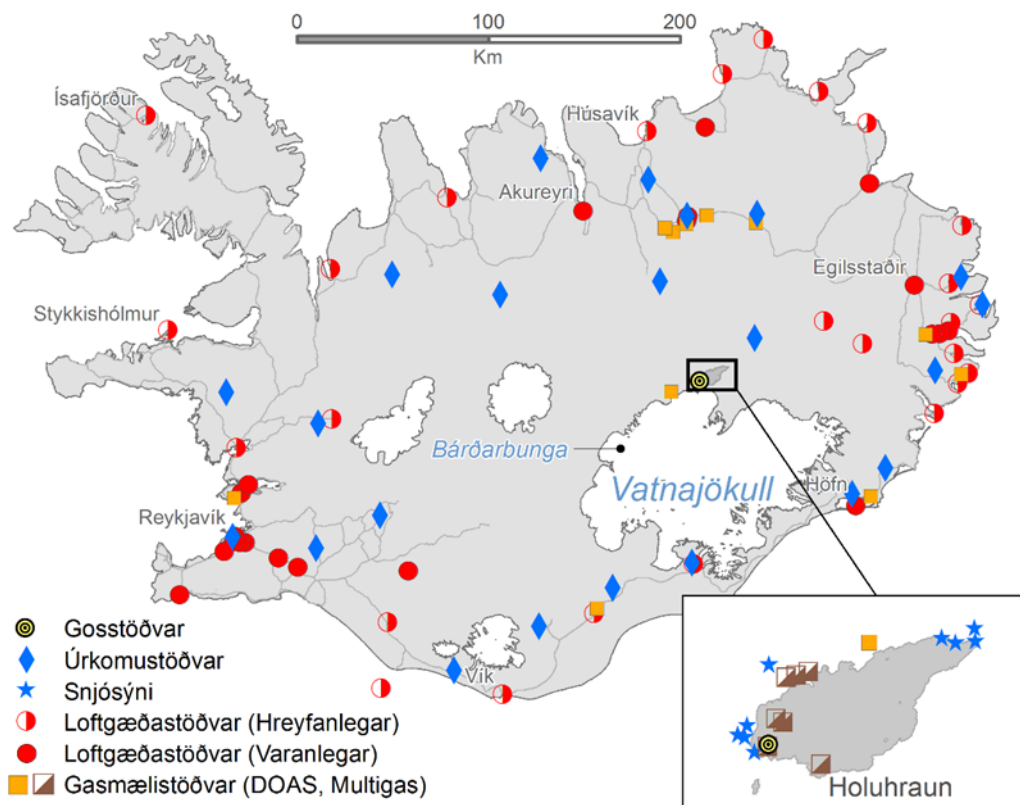 0 100 200
Km
Ísafjörður
Húsavík
Akureyri
Egilsstaðir
Stykkishólmur
Bárðarbunga
Vatnajökull
Höfn
Reykjavík
Vík
Gosstöðvar
Úrkomustöðvar
Snjósýni
Loftgæðastöðvar (Hreyfanlegar)
Loftgæðastöðvar (Varanlegar)
Gasmælistöðvar (DOAS, Multigas)
Holuhraun